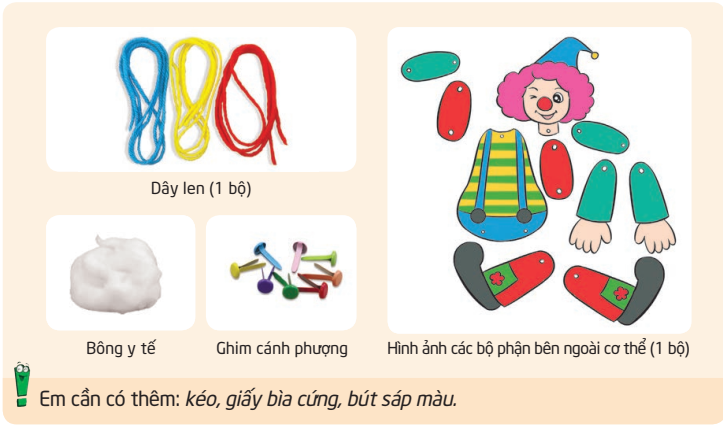 Dây len (1 bộ)
Bông y tế
Ghim cánh phượng
Hình ảnh các bộ phận bên ngoài cơ thể (1 bộ)
Em cần có thêm: kéo, giấy bìa cứng, bút sáp màu.